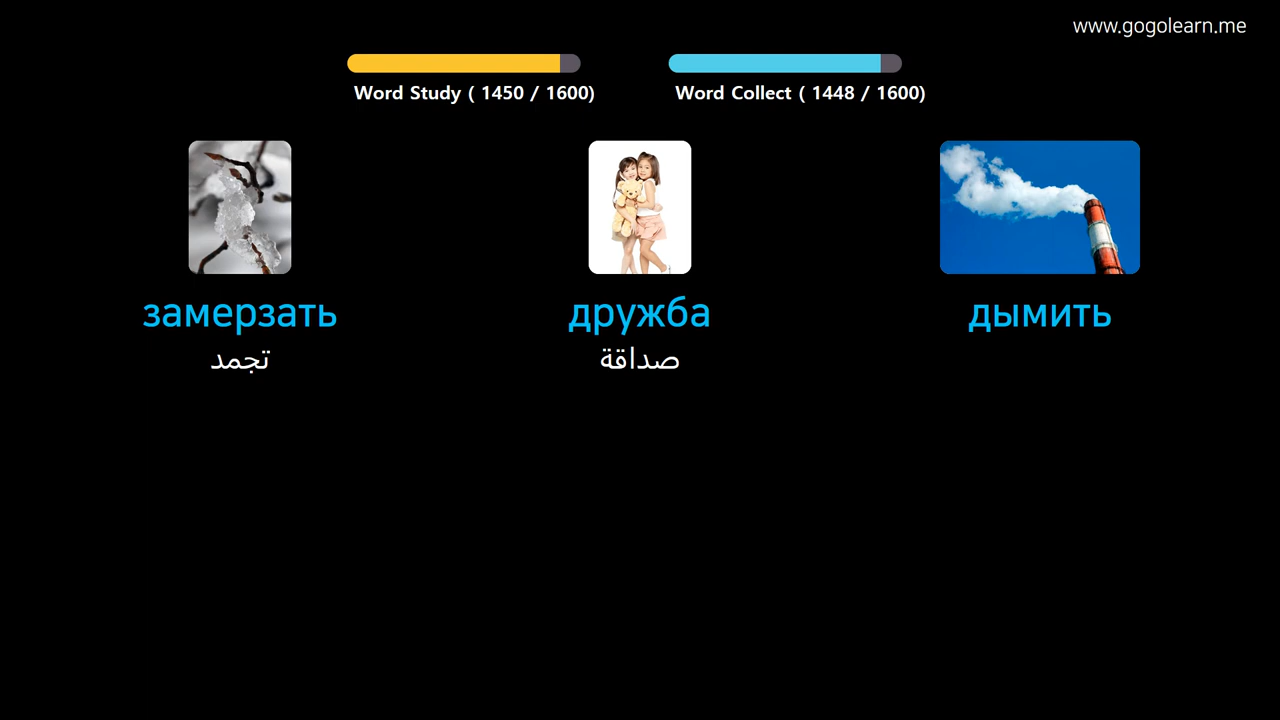 www.gogolearn.me
Word Study ( 1450 / 1600)
Word Collect ( 1448 / 1600)
замерзать
дружба
дымить
تجمد
صداقة